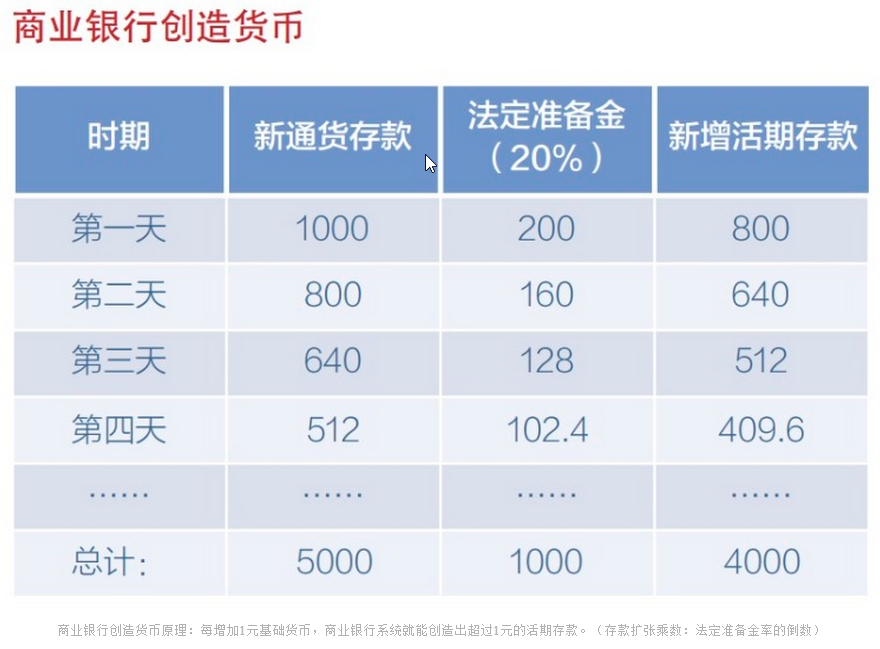 商业银行创造货币
时期 新通货存款 法定准备金（20%） 新增活期存款
第一天 1000 200 800
第二天 800 160 640
第三天 640 128 512
第四天 512 102.4 409.6
…… …… …… ……
总计： 5000 1000 4000
商业银行创造货币原理：每增加1元基础货币，商业银行系统就能创造出超过1元的活期存款。（存款扩张乘数：法定准备金率的倒数）